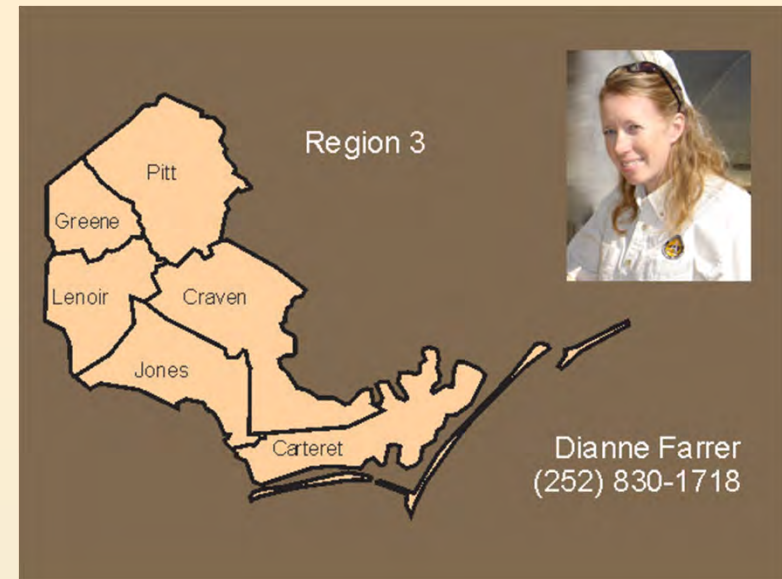 Region 3
Pitt
Greene
Lenoir
Craven
Jones
Carteret
Dianne Farrer
(252) 830-1718